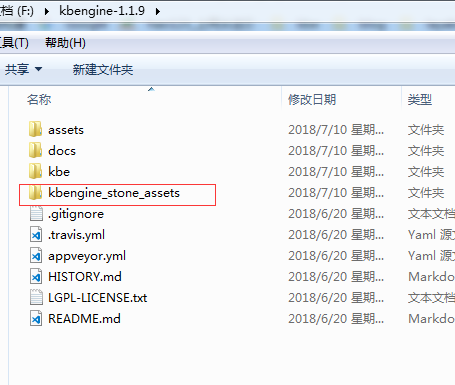 文档 (F:) ▸ kbengine-1.1.9 ▸
工具(T) 帮助(H)
共享 ▼ 新建文件夹
名称 修改日期 类型
assets 2018/7/10 星期... 文件夹
docs 2018/7/10 星期... 文件夹
kbe 2018/7/10 星期... 文件夹
kbengine_stone_assets 2018/7/10 星期... 文件夹
.gitignore 2018/6/20 星期... 文本文档
.travis.yml 2018/6/20 星期... Yaml 源文
appveyor.yml 2018/6/20 星期... Yaml 源文
HISTORY.md 2018/6/20 星期... Markdo
LGPL-LICENSE.txt 2018/6/20 星期... 文本文档
README.md 2018/6/20 星期... Markdo